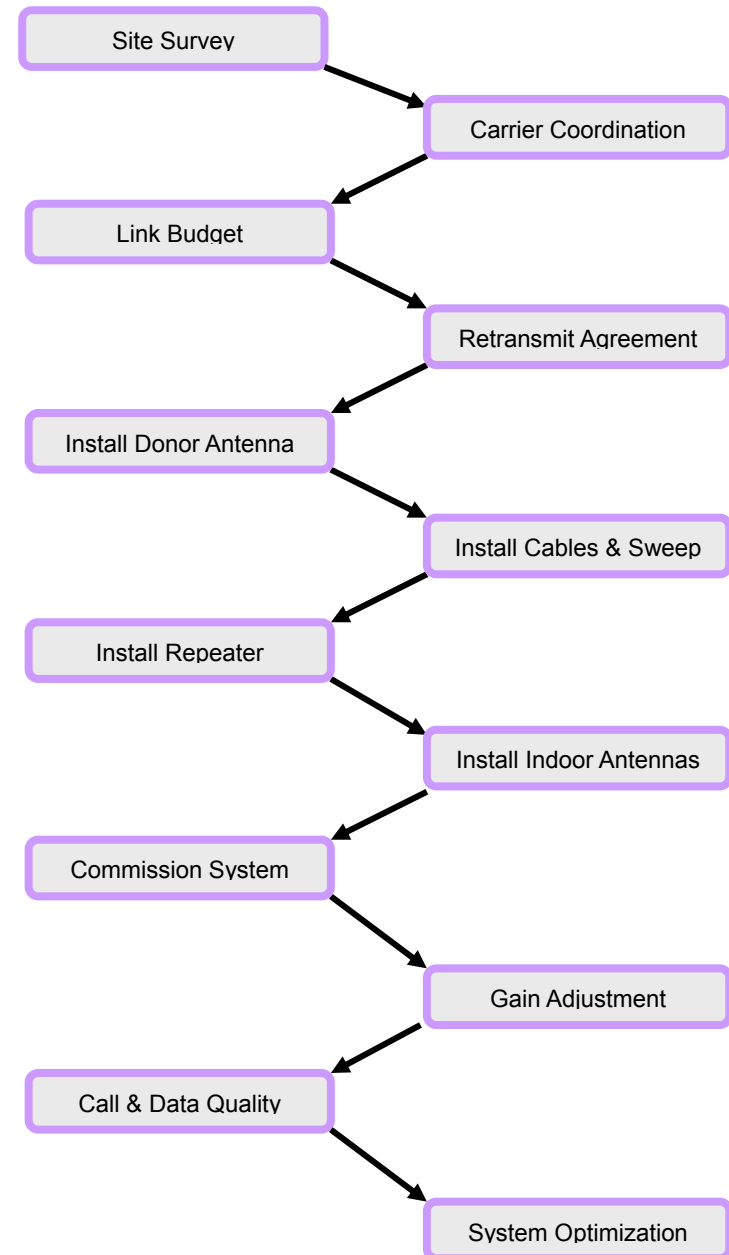 Site Survey
Carrier Coordination
Link Budget
Retransmit Agreement
Install Donor Antenna
Install Cables & Sweep
Install Repeater
Install Indoor Antennas
Commission System
Gain Adjustment
Call & Data Quality
System Optimization